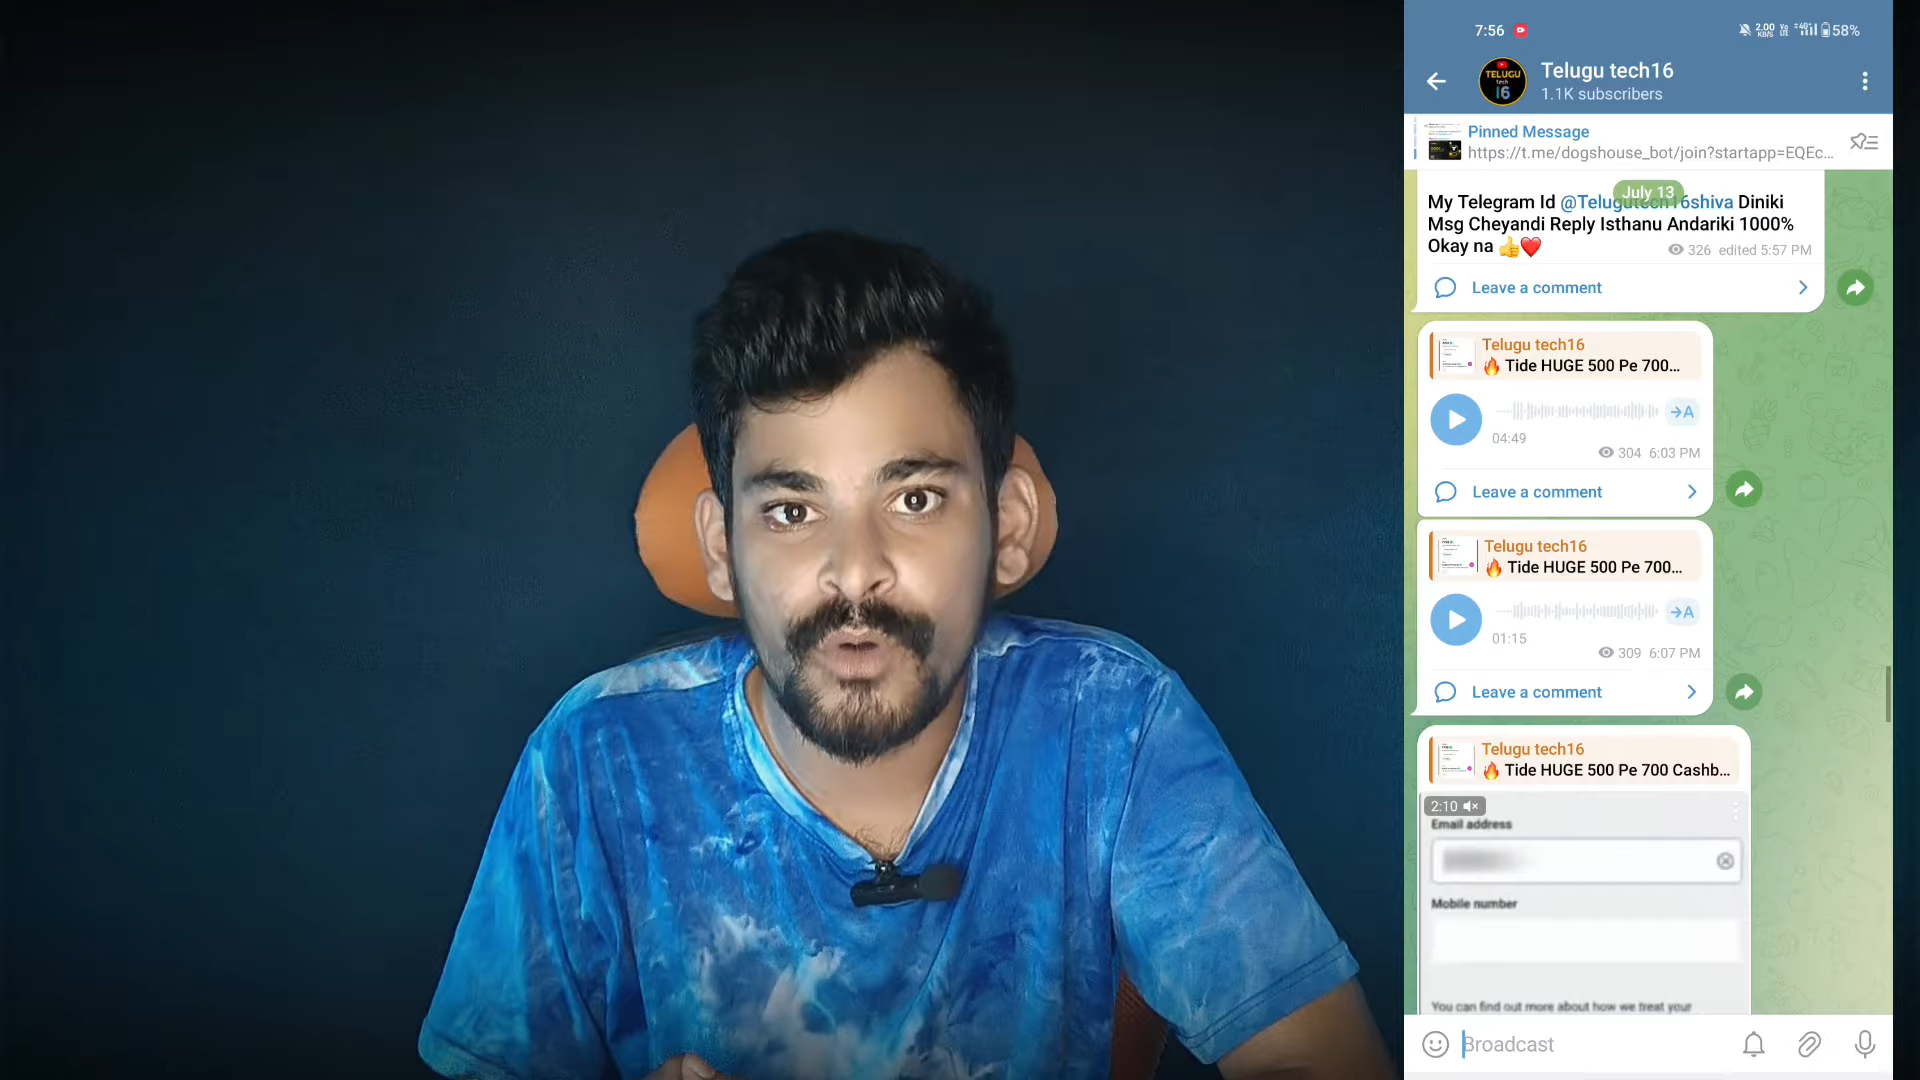 7:56
2.00 KB/S
58%
TELUGU
tech
16
Telugu tech16
1.1K subscribers
Pinned Message
https://t.me/dogshouse_bot/join?startapp=EQEc...
July 13
My Telegram Id @Telugutech16shiva Diniki
Msg Cheyandi Reply Isthanu Andariki 1000%
Okay na 👍❤️
326 edited 5:57 PM
Leave a comment
Telugu tech16
🔥 Tide HUGE 500 Pe 700...
→A
04:49
304 6:03 PM
Leave a comment
Telugu tech16
🔥 Tide HUGE 500 Pe 700...
→A
01:15
309 6:07 PM
Leave a comment
Telugu tech16
🔥 Tide HUGE 500 Pe 700 Cashb...
2:10
Email address
Mobile number
You can find out more about how we treat your
Broadcast